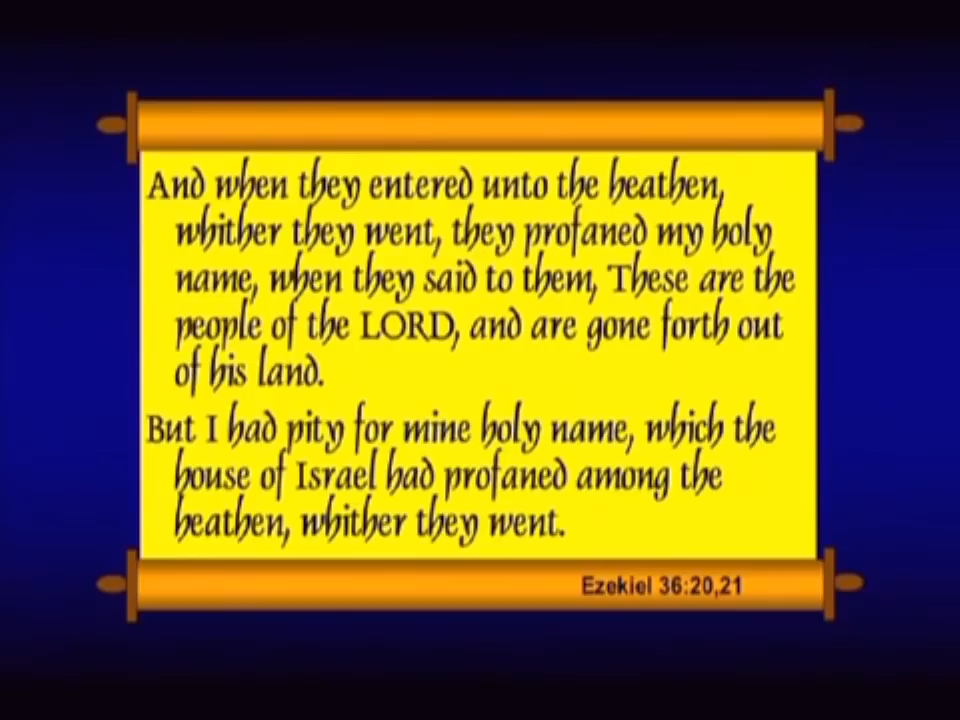 And when they entered unto the heathen,
whither they went, they profaned my holy
name, when they said to them, These are the
people of the LORD, and are gone forth out
of his land.
But I had pity for mine holy name, which the
house of Israel had profaned among the
heathen, whither they went.
Ezekiel 36:20,21